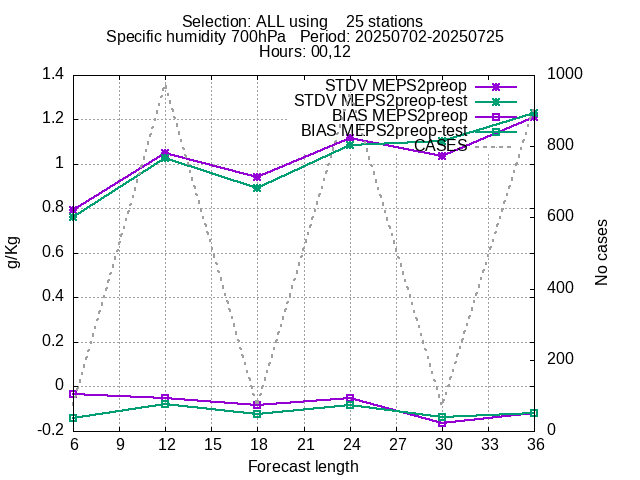 Selection: ALL using    25 stations
Specific humidity 700hPa   Period: 20250702-20250725
Hours: 00,12
STDV MEPS2preop
STDV MEPS2preop-test
BIAS MEPS2preop
BIAS MEPS2preop-test
CASES
1.4
1.2
1
0.8
0.6
0.4
0.2
0
-0.2
g/Kg
1000
800
600
400
200
0
No cases
6 9 12 15 18 21 24 27 30 33 36
Forecast length